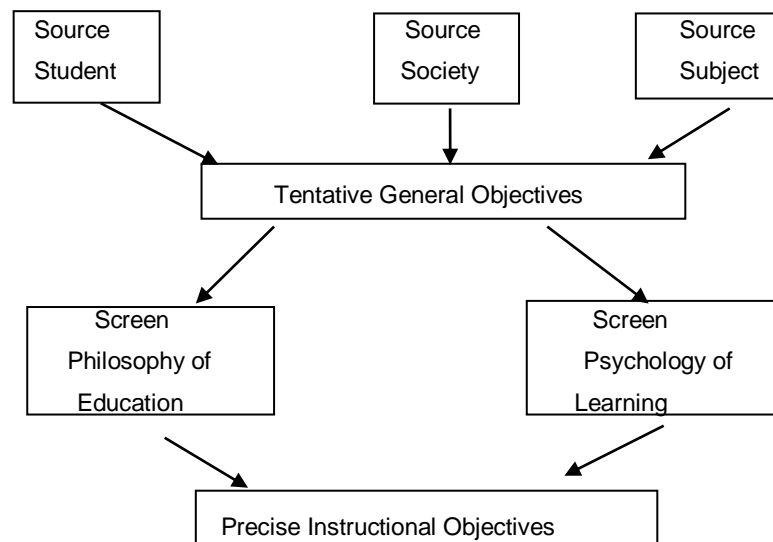 Source
Student
Source
Society
Source
Subject
Tentative General Objectives
Screen
Philosophy of
Education
Screen
Psychology of
Learning
Precise Instructional Objectives